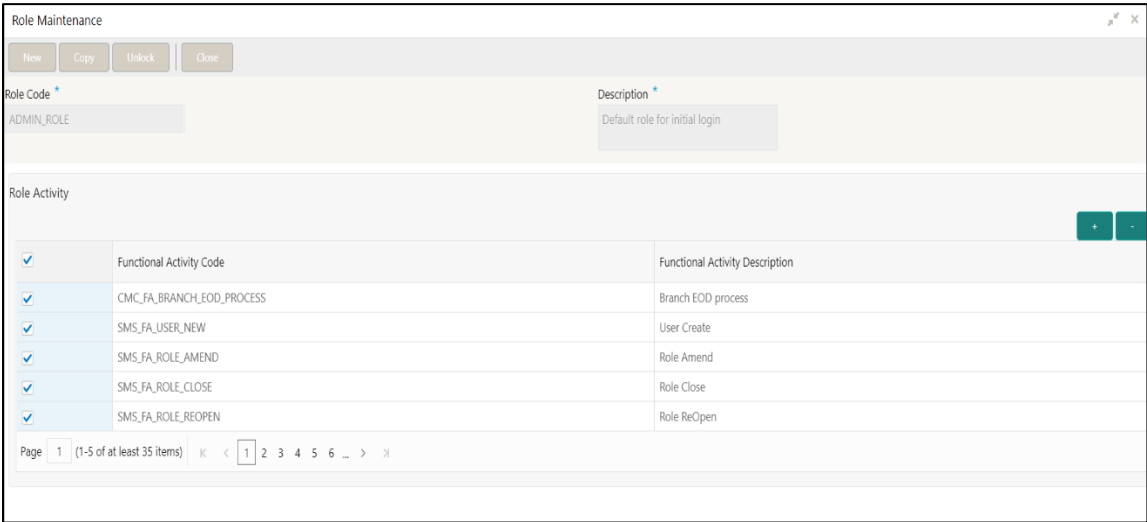 Role Maintenance
New Copy Unlock Close
Role Code * Description *
ADMIN_ROLE Default role for initial login
Role Activity
+ -
Functional Activity Code Functional Activity Description
CMC_FA_BRANCH_EOD_PROCESS Branch EOD process
SMS_FA_USER_NEW User Create
SMS_FA_ROLE_AMEND Role Amend
SMS_FA_ROLE_CLOSE Role Close
SMS_FA_ROLE_REOPEN Role ReOpen
Page 1 (1-5 of at least 35 items) 1 2 3 4 5 6 ...